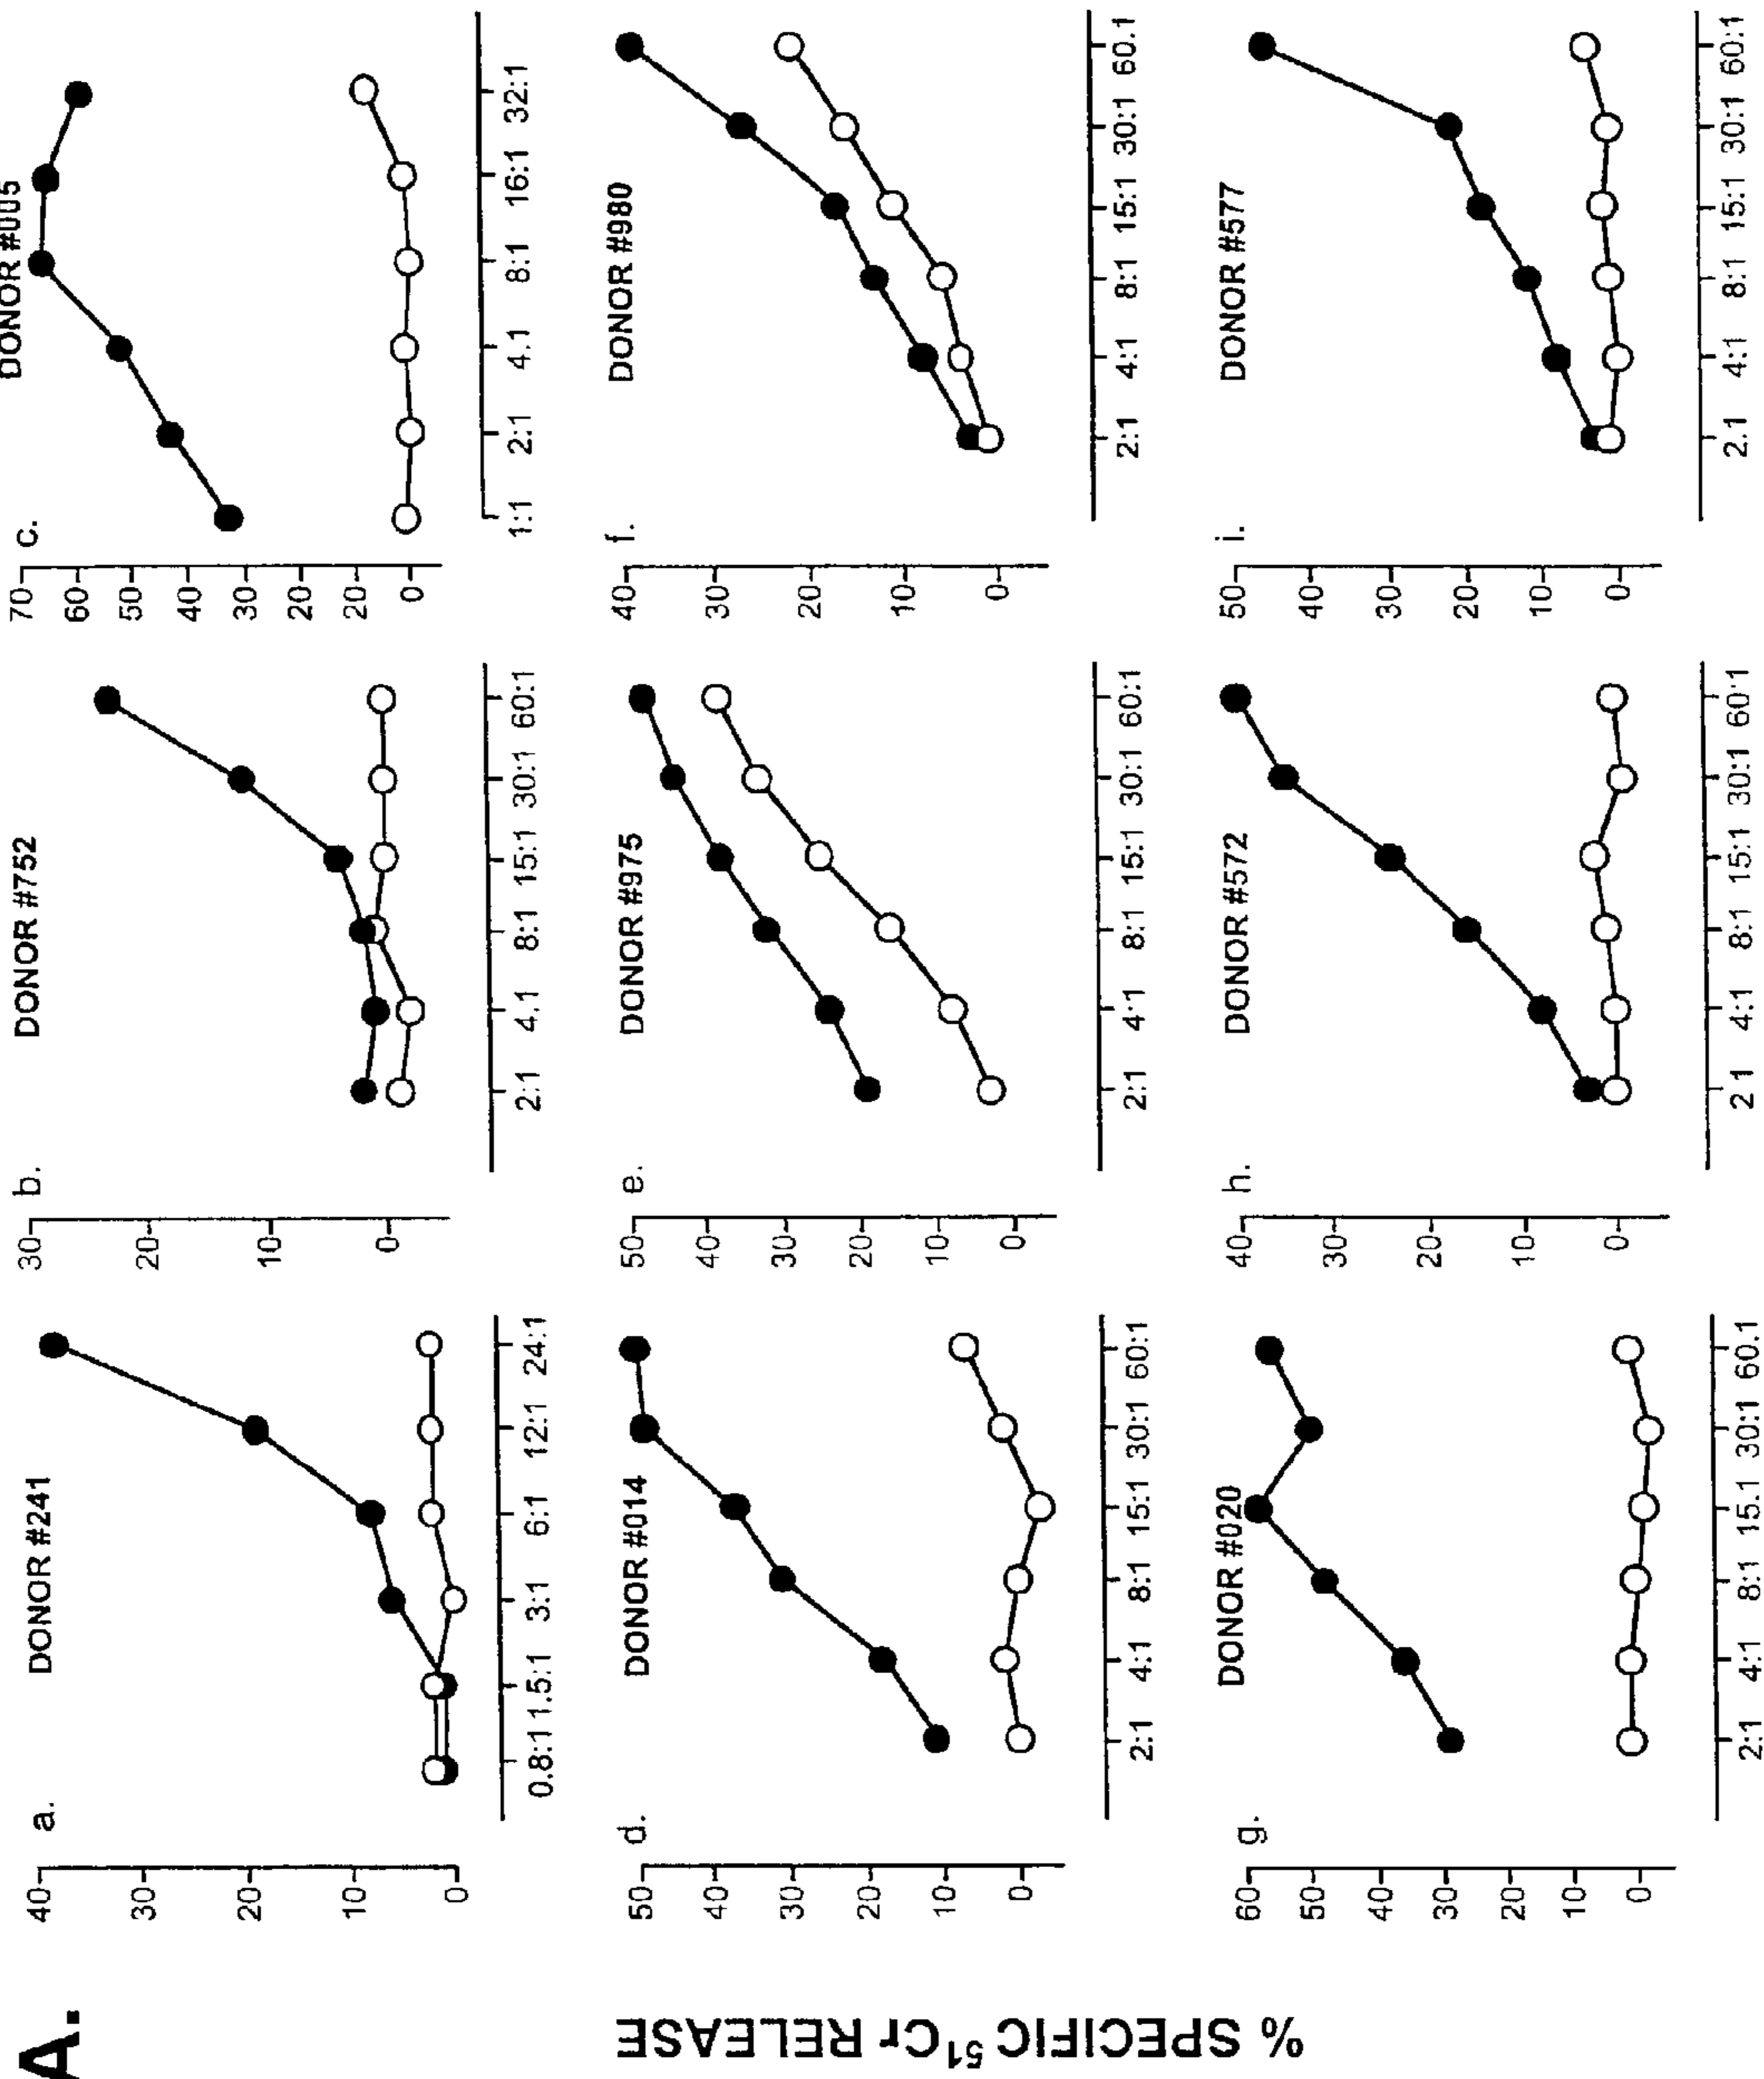 A.
% SPECIFIC ⁵¹Cr RELEASE
a.
DONOR #241
40
30
20
10
0
0.8:1 1.5:1 3:1 6:1 12:1 24:1
b.
DONOR #752
30
20
10
0
2:1 4.1 8:1 15:1 30:1 60:1
c.
DONOR #005
70
60
50
40
30
20
20
0
1:1 2:1 4.1 8:1 16:1 32:1
d.
DONOR #014
50
40
30
20
10
0
2:1 4:1 8:1 15:1 30:1 60:1
e.
DONOR #975
50
40
30
20
10
0
2:1 4:1 8:1 15:1 30:1 60:1
f.
DONOR #980
40
30
20
10
0
2:1 4:1 8:1 15:1 30:1 60.1
g.
DONOR #020
60
50
40
30
20
10
0
2:1 4:1 8:1 15:1 30:1 60.1
h.
DONOR #572
40
30
20
10
0
2 1 4:1 8:1 15:1 30:1 60:1
i.
DONOR #577
50
40
30
20
10
0
2.1 4:1 8:1 15:1 30:1 60:1